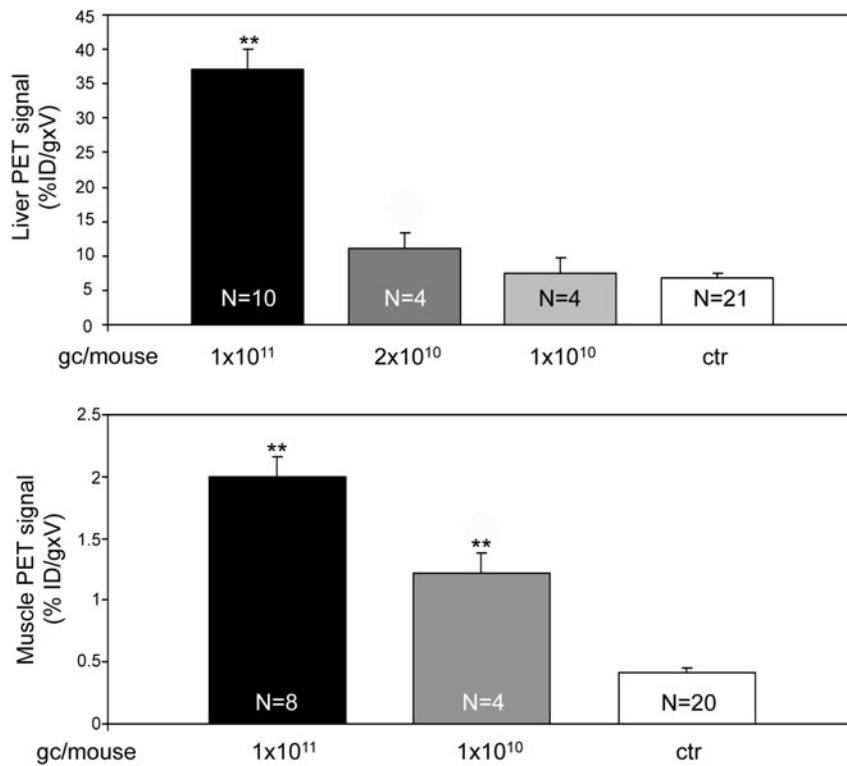 Liver PET signal
(%ID/gxV)
45
40
35
30
25
20
15
10
5
0
**
N=10
N=4
N=4
N=21
gc/mouse 1x10¹¹ 2x10¹⁰ 1x10¹⁰ ctr
Muscle PET signal
(% ID/gxV)
2.5
2
1.5
1
0.5
0
**
**
N=8
N=4
N=20
gc/mouse 1x10¹¹ 1x10¹⁰ ctr